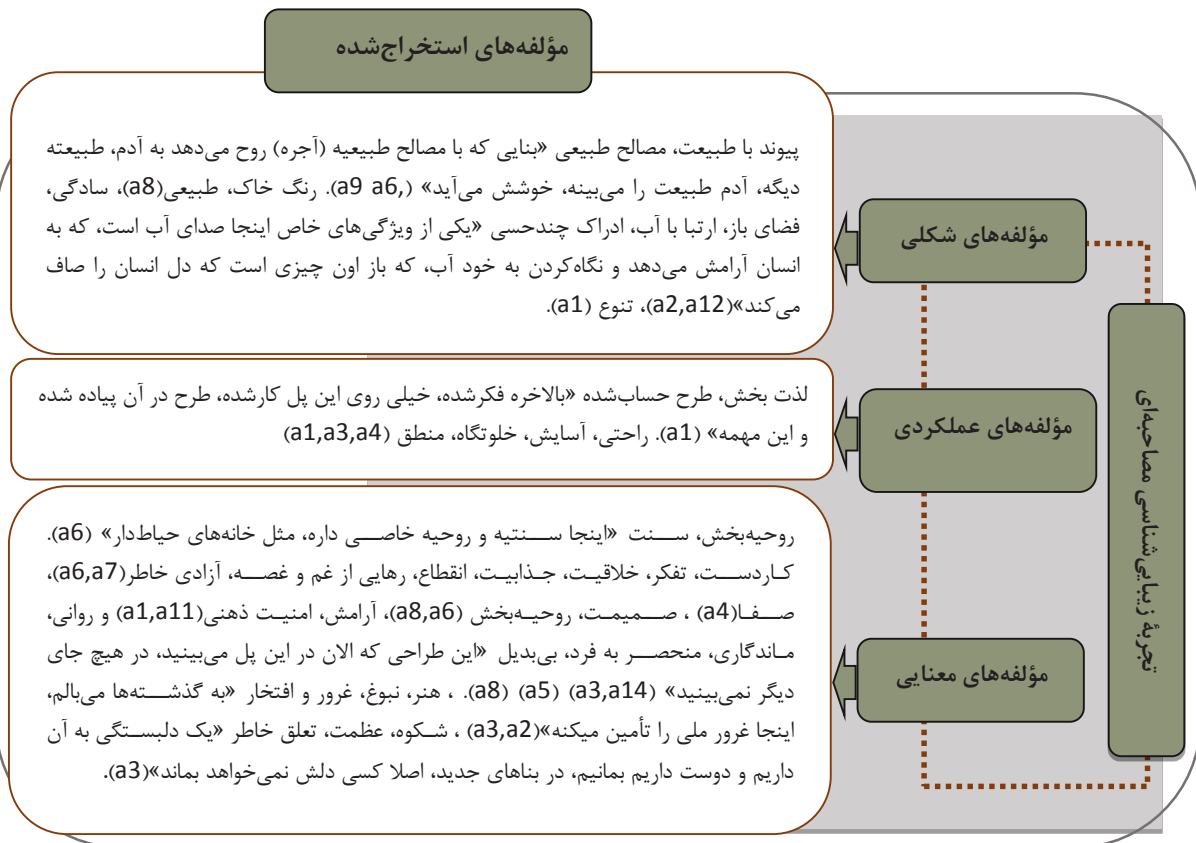 مؤلفه‌های استخراج‌شده
تجربۀ زیبایی‌شناسی مصاحبه‌ای
مؤلفه‌های شکلی
پیوند با طبیعت، مصالح طبیعی «بنایی که با مصالح طبیعیه (آجره) روح می‌دهد به آدم، طبیعته
دیگه، آدم طبیعت را می‌بینه، خوشش می‌آید» (,a9 a6). رنگ خاک، طبیعی(a8)، سادگی،
فضای باز، ارتبا با آب، ادراک چندحسی «یکی از ویژگی‌های خاص اینجا صدای آب است، که به
انسان آرامش می‌دهد و نگاه‌کردن به خود آب، که باز اون چیزی است که دل انسان را صاف
می‌کند»(a2,a12)، تنوع (a1).
مؤلفه‌های عملکردی
لذت بخش، طرح حساب‌شده «بالاخره فکرشده، خیلی روی این پل کارشده، طرح در آن پیاده شده
و این مهمه» (a1). راحتی، آسایش، خلوتگاه، منطق (a1,a3,a4)
مؤلفه‌های معنایی
روحیه‌بخش، سنت «اینجا سنتیه و روحیه خاصی داره، مثل خانه‌های حیاط‌دار» (a6).
کاردست، تفکر، خلاقیت، جذابیت، انقطاع، رهایی از غم و غصه، آزادی خاطر(a6,a7)،
صفا(a4) ، صمیمت، روحیه‌بخش (a8,a6)، آرامش، امنیت ذهنی(a1,a11) و روانی،
ماندگاری، منحصر به فرد، بی‌بدیل «این طراحی که الان در این پل می‌بینید، در هیچ جای
دیگر نمی‌بینید» (a3,a14) (a5) (a8). ، هنر، نبوغ، غرور و افتخار «به گذشته‌ها می‌بالم،
اینجا غرور ملی را تأمین میکنه»(a3,a2) ، شکوه، عظمت، تعلق خاطر «یک دلبستگی به آن
داریم و دوست داریم بمانیم، در بناهای جدید، اصلا کسی دلش نمی‌خواهد بماند»(a3).